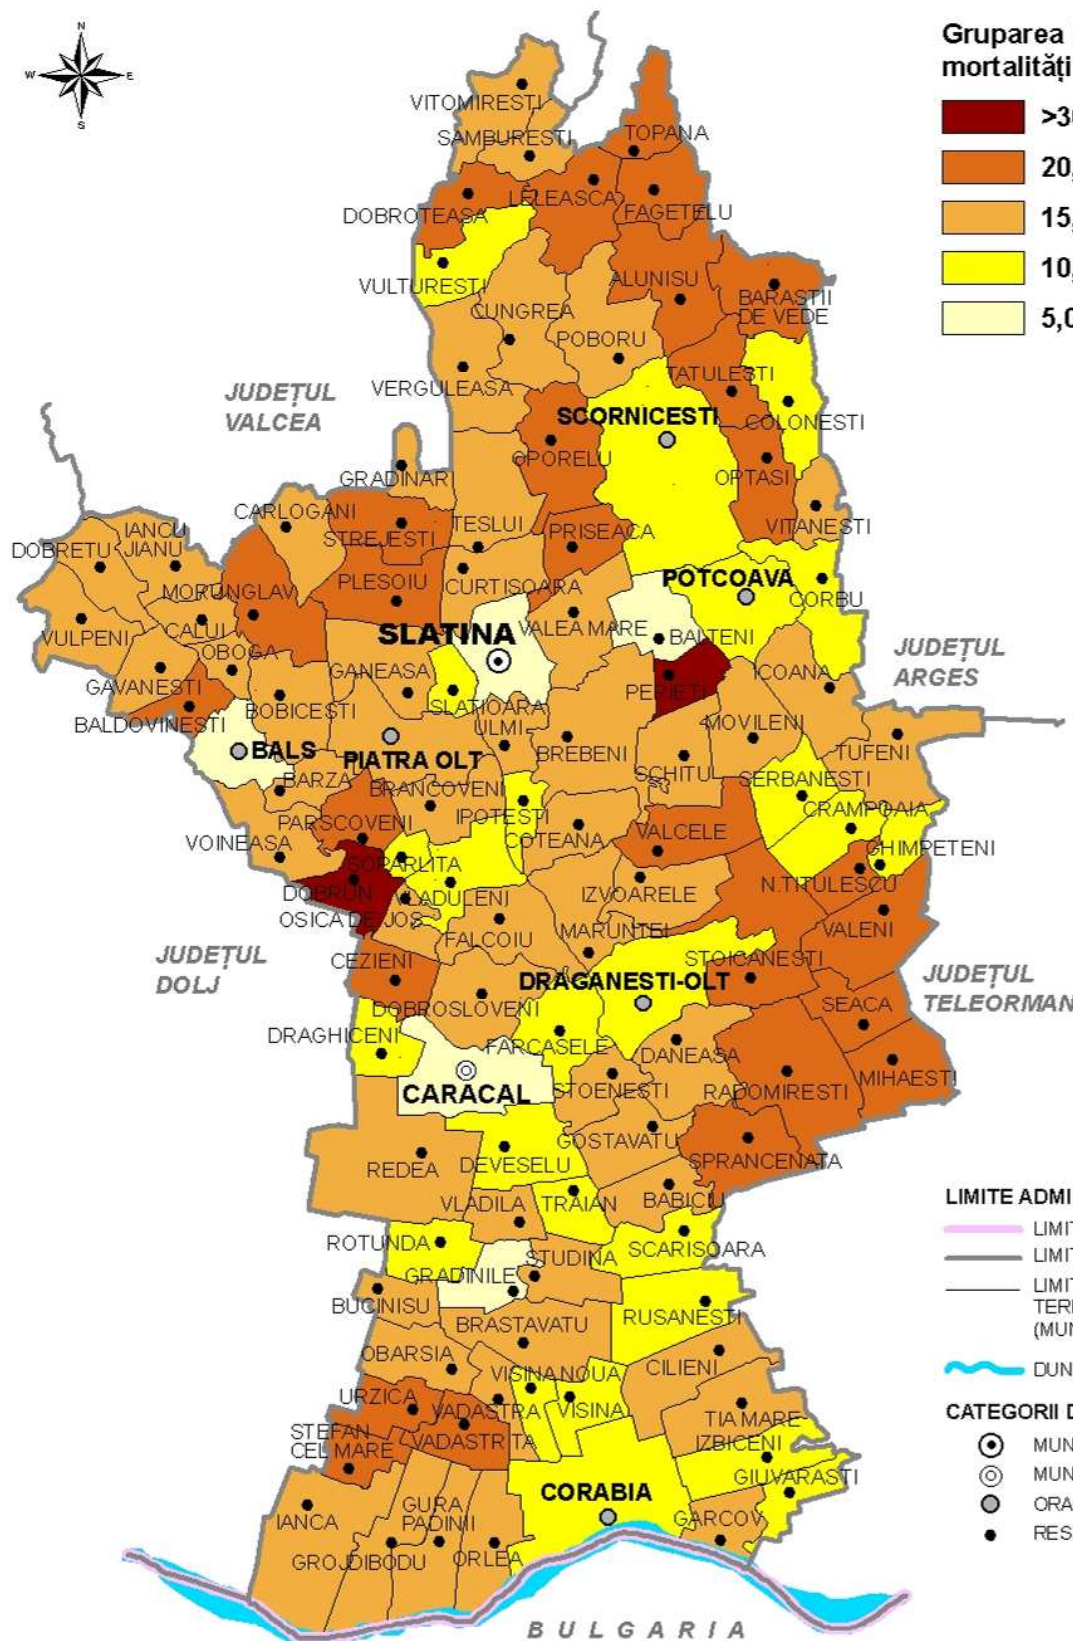 N
W E
S
Gruparea
mortalități
>30
20,
15,
10,
5,0
VITOMIRESTI
SAMBURESTI
TOPANA
LELEASCA
DOBROTEASA
FAGETELU
VULTURESTI
ALUNISU
BARASTII
DE VEDE
CUNGREA
POBORU
VERGULEASA
TATULESTI
JUDEȚUL
VALCEA
SCORNICESTI
COLONESTI
OPORELU
OPTASI
GRADINARI
CARLOGANI
TESLUI
PRISEACA
VITANESTI
IANCU
JIANU
DOBRETU
STREJESTI
MORUNGLAV
PLESOIU
CURTISOARA
POTCOAVA
CORBU
VULPENI
CALUI
OBOGA
SLATINA
VALEA MARE
BALTENI
JUDEȚUL
ARGES
GAVANESTI
GANEASA
ICOANA
PERIETI
BALDOVINESTI
BOBICESTI
SLATIOARA
ULMI
MOVILENI
BALS
PIATRA OLT
BREBENI
SCHITUL
TUFENI
BARZA
BRANCOVENI
SERBANESTI
IPOTESTI
CRAMPOAIA
PARSCOVENI
COTEANA
VALCELE
VOINEASA
GHIMPETENI
SOPARLITA
DOBRUN
VLADULENI
IZVOARELE
N.TITULESCU
OSICA DE JOS
FALCOIU
MARUNTEI
VALENI
JUDEȚUL
DOLJ
CEZIENI
STOICANESTI
DRAGANESTI-OLT
JUDEȚUL
TELEORMAN
DOBROSLOVENI
SEACA
DRAGHICENI
FARCASELE
DANEASA
CARACAL
STOENESTI
RADOMIRESTI
MIHAESTI
GOSTAVATU
REDEA
DEVESELU
SPRANCENATA
VLADILA
TRAIAN
BABICIU
LIMITE ADMI
LIMIT
LIMIT
LIMIT
TERI
(MUN
DUN
ROTUNDA
STUDINA
SCARISOARA
GRADINILE
BUCINISU
RUSANESTI
BRASTAVATU
OBARSIA
VISINA NOUA
CILIENI
URZICA
VADASTRA
VISINA
CATEGORII D
MUN
MUN
ORA
RES
STEFAN
CEL MARE
VADASTRITA
TIA MARE
IZBICENI
GIUVARASTI
IANCA
GURA
PADINII
CORABIA
GARCOV
GROJDIBODU
ORLEA
BULGARIA